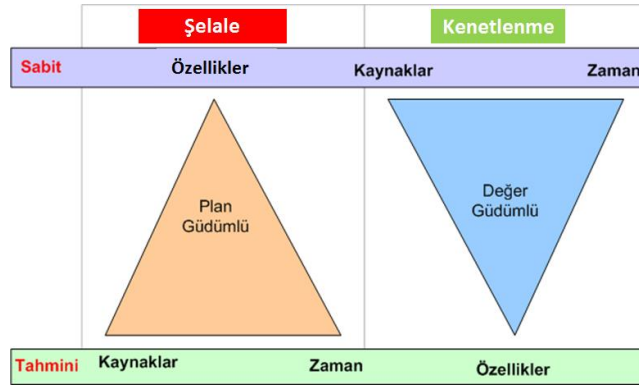 Şelale
Kenetlenme
Sabit
Özellikler
Kaynaklar
Zaman
Plan
Güdümlü
Değer
Güdümlü
Tahmini
Kaynaklar
Zaman
Özellikler